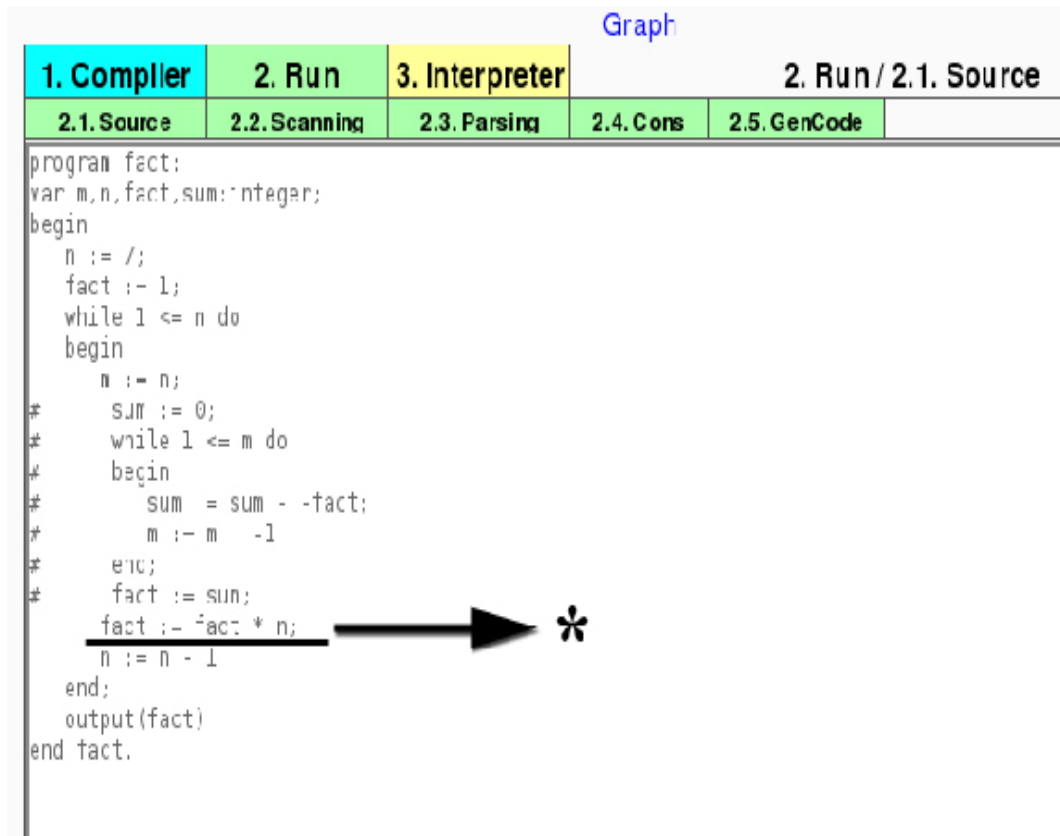 Graph
1. Compiler 2. Run 3. Interpreter 2. Run / 2.1. Source
2.1. Source 2.2. Scanning 2.3. Parsing 2.4. Cons 2.5. GenCode
program fact;
var m,n,fact,sum:integer;
begin
n := 7;
fact := 1;
while 1 <= n do
begin
m := n;
# sum := 0;
# while 1 <= m do
# begin
# sum := sum - -fact;
# m := m -1
# end;
# fact := sum;
fact := fact * n; *
n := n - 1
end;
output(fact)
end fact.